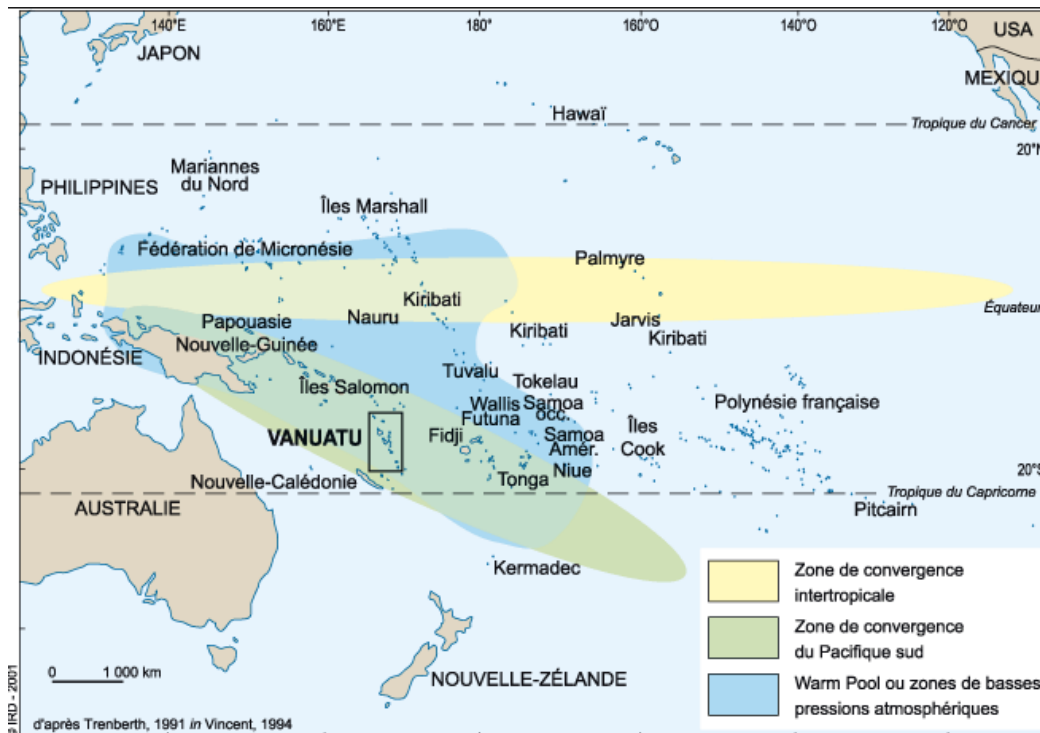 140°E
160°E
180°
160°O
140°O
120°O
USA
JAPON
MEXIQU
Hawaï
Tropique du Cancer
20°N
Mariannes
du Nord
PHILIPPINES
Îles Marshall
Fédération de Micronésie
Palmyre
Kiribati
Équateur
Nauru
Papouasie
Nouvelle-Guinée
Jarvis
Kiribati
Kiribati
INDONÉSIE
Tuvalu
Tokelau
Îles Salomon
Wallis
Futuna
Samoa
occ.
Polynésie française
VANUATU
Fidji
Samoa
Amér.
Îles
Cook
Niue
20°S
Nouvelle-Calédonie
Tonga
Tropique du Capricorne
AUSTRALIE
Pitcairn
Kermadec
Zone de convergence
intertropicale
Zone de convergence
du Pacifique sud
NOUVELLE-ZÉLANDE
Warm Pool ou zones de basses
pressions atmosphériques
0 1 000 km
IRD - 2001
d'après Trenberth, 1991 in Vincent, 1994